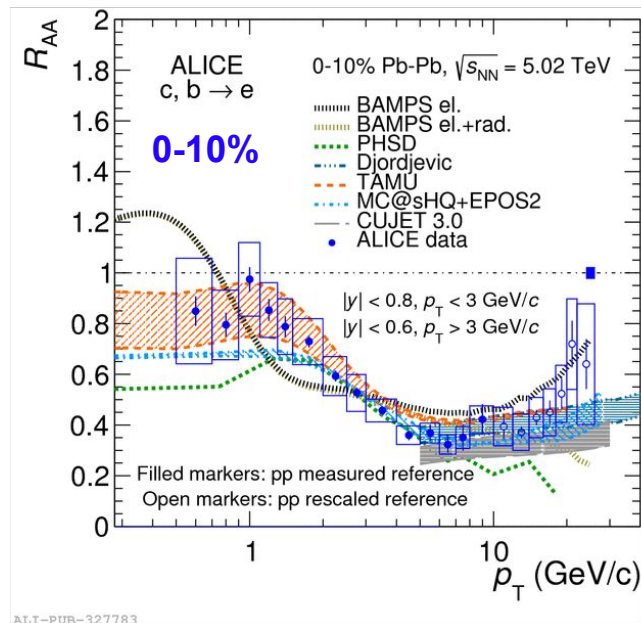 R_AA
2
1.8
1.6
1.4
1.2
1
0.8
0.6
0.4
0.2
0
ALICE
c, b → e
0-10%
0-10% Pb-Pb, √s_NN = 5.02 TeV
BAMPS el.
BAMPS el.+rad.
PHSD
Djordjevic
TAMU
MC@sHQ+EPOS2
CUJET 3.0
ALICE data
|y| < 0.8, p_T < 3 GeV/c
|y| < 0.6, p_T > 3 GeV/c
Filled markers: pp measured reference
Open markers: pp rescaled reference
1
10
p_T (GeV/c)
ALI-PUB-327783